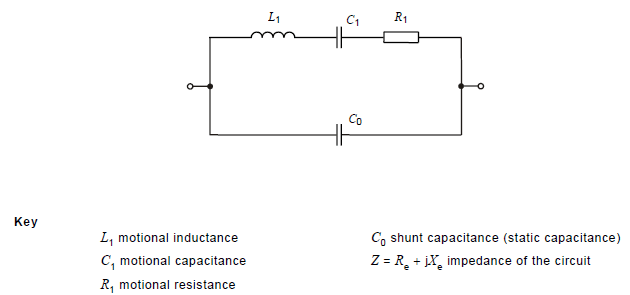 L1 C1 R1
C0
Key
L1 motional inductance
C1 motional capacitance
R1 motional resistance
C0 shunt capacitance (static capacitance)
Z = Re + jXe impedance of the circuit